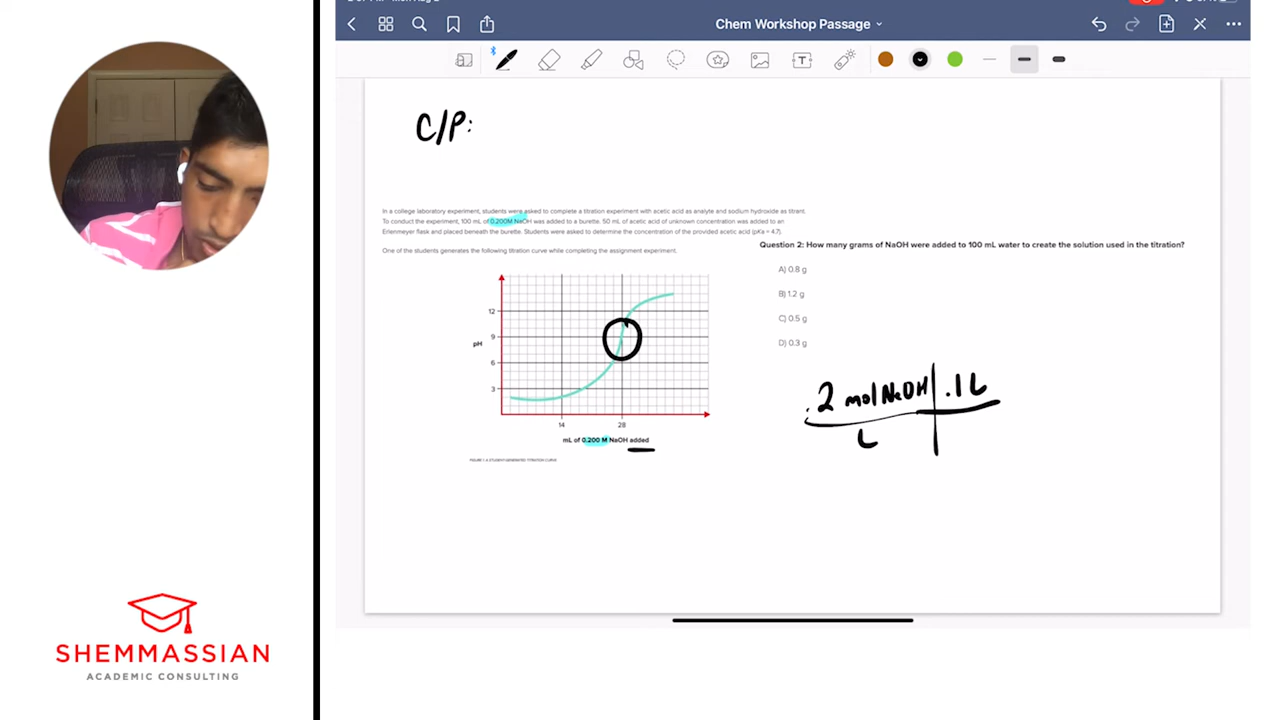 Chem Workshop Passage
C/P:
In a college laboratory experiment, students were asked to complete a titration experiment with acetic acid as analyte and sodium hydroxide as titrant.
To conduct the experiment, 100 mL of 0.200M NaOH was added to a burette. 50 mL of acetic acid of unknown concentration was added to an
Erlenmeyer flask and placed beneath the burette. Students were asked to determine the concentration of the provided acetic acid (pKa = 4.7).
One of the students generates the following titration curve while completing the assignment experiment.
12
9
pH
6
3
14 28
mL of 0.200 M NaOH added
FIGURE 1. A STUDENT-GENERATED TITRATION CURVE
Question 2: How many grams of NaOH were added to 100 mL water to create the solution used in the titration?
A) 0.8 g
B) 1.2 g
C) 0.5 g
D) 0.3 g
.2 mol NaOH .1 L
L
SHEMMASSIAN
ACADEMIC CONSULTING